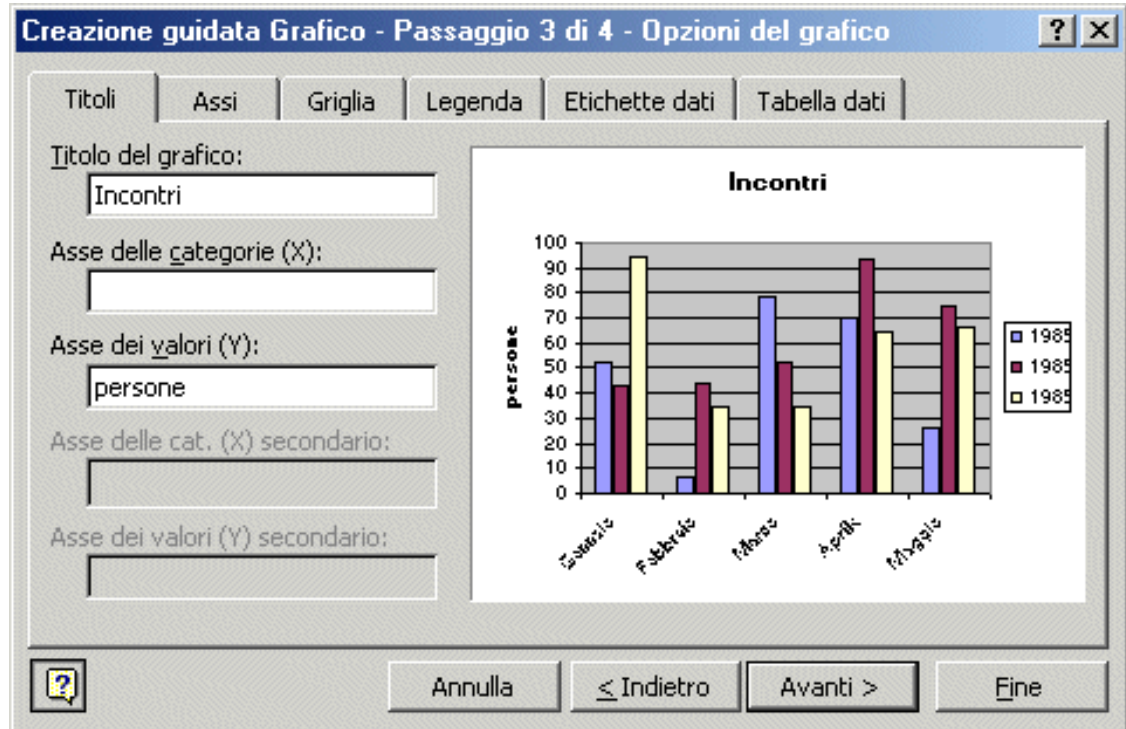 Creazione guidata Grafico - Passaggio 3 di 4 - Opzioni del grafico
Titoli Assi Griglia Legenda Etichette dati Tabella dati
Titolo del grafico:
Incontri
Asse delle categorie (X):
Asse dei valori (Y):
persone
Asse delle cat. (X) secondario:
Asse dei valori (Y) secondario:
Incontri
persone
100
90
80
70
60
50
40
30
20
10
0
Gennaio Febbraio Marzo Aprile Maggio
1985
1985
1985
Annulla < Indietro Avanti > Fine